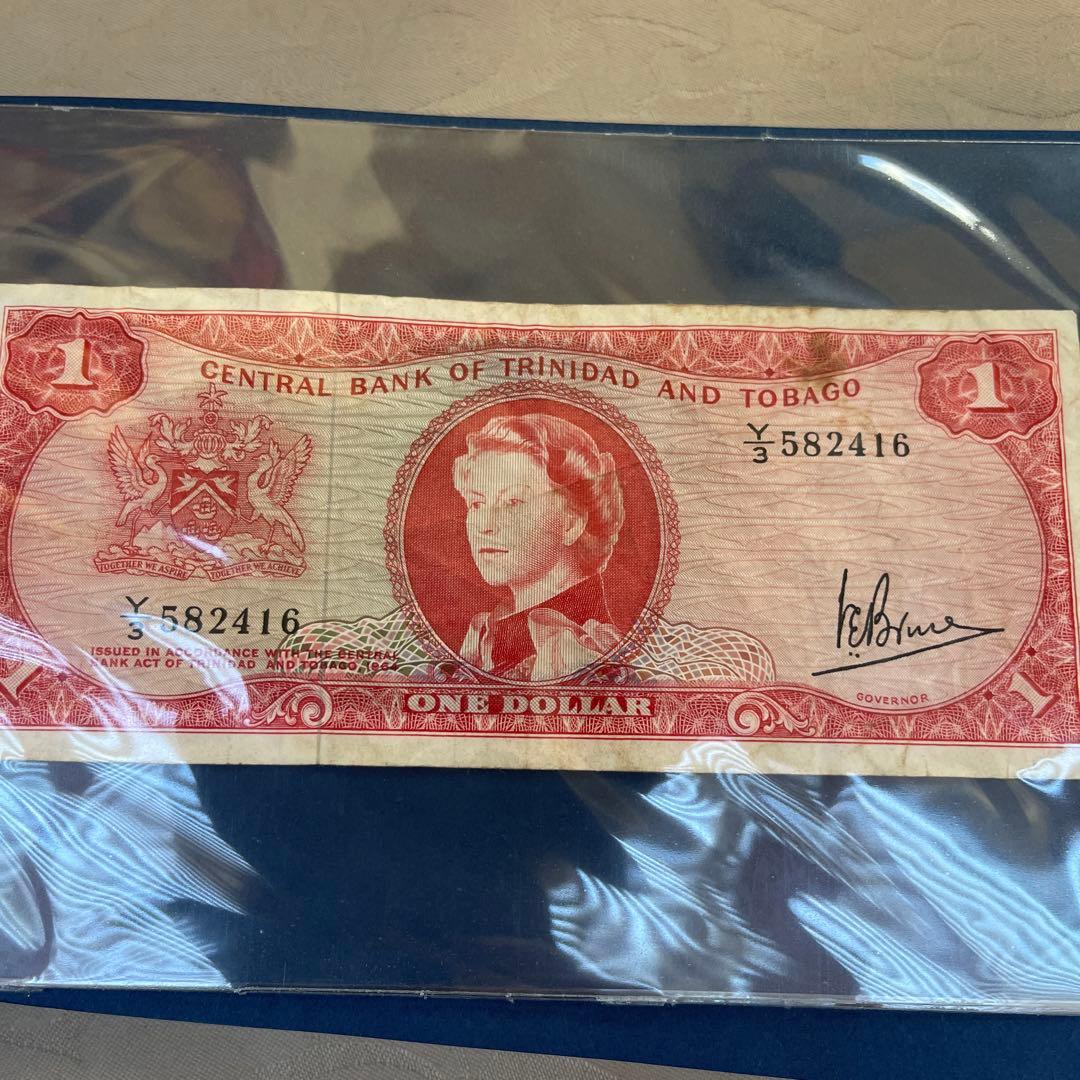 1
1
CENTRAL BANK OF TRINIDAD AND TOBAGO
Y/3 582416
TOGETHER WE ASPIRE TOGETHER WE ACHIEVE
Y/3 582416
ISSUED IN ACCORDANCE WITH THE CENTRAL
BANK ACT OF TRINIDAD AND TOBAGO 1964
GOVERNOR
1
ONE DOLLAR
1